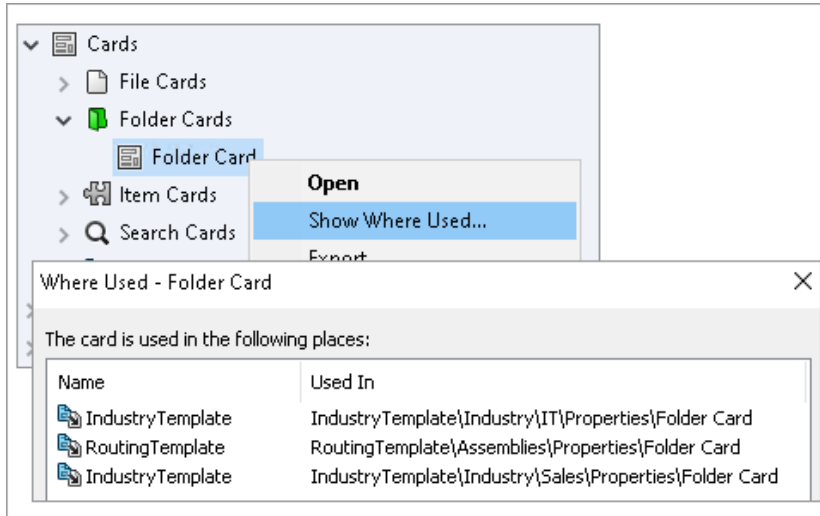 Cards
File Cards
Folder Cards
Folder Card
Open
Item Cards
Show Where Used...
Search Cards
Export
Where Used - Folder Card
The card is used in the following places:
Name Used In
IndustryTemplate IndustryTemplate\Industry\IT\Properties\Folder Card
RoutingTemplate RoutingTemplate\Assemblies\Properties\Folder Card
IndustryTemplate IndustryTemplate\Industry\Sales\Properties\Folder Card